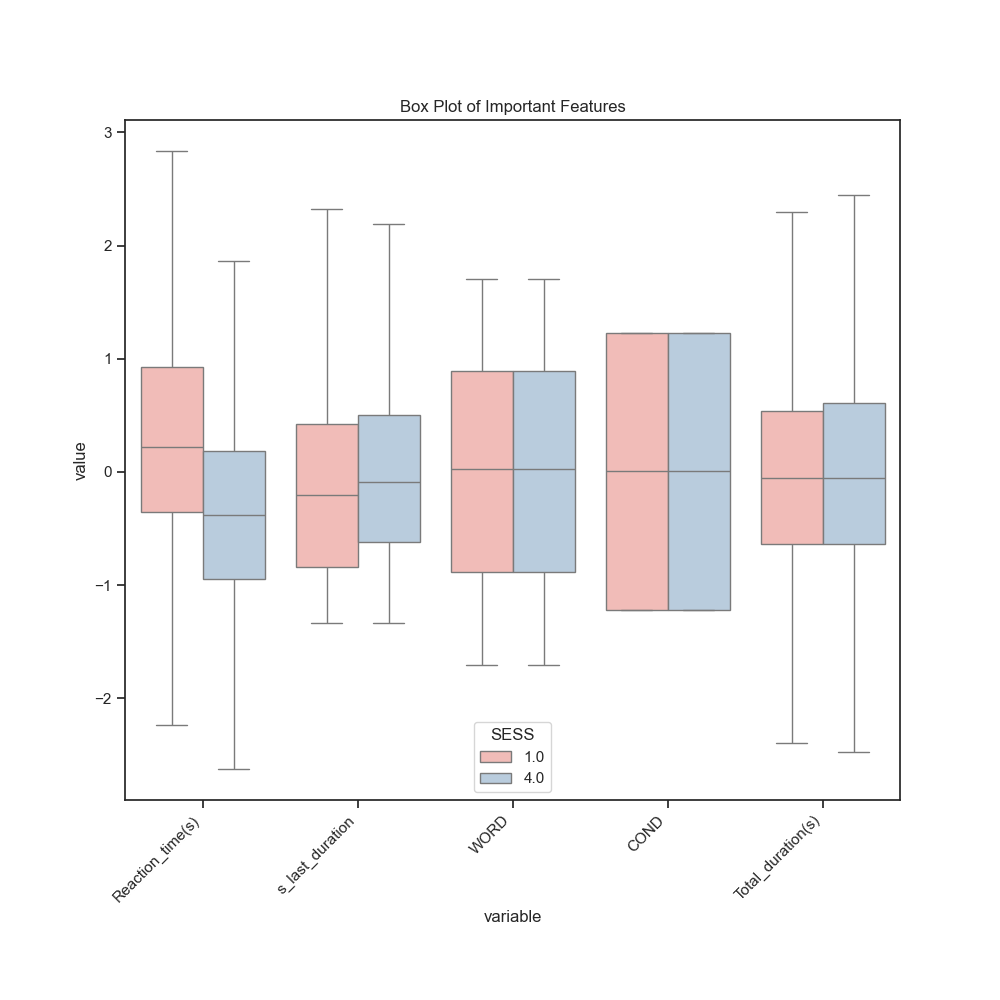 Box Plot of Important Features
3
2
1
0
−1
−2
value
SESS
1.0
4.0
Reaction_time(s)
s_last_duration
WORD
COND
Total_duration(s)
variable